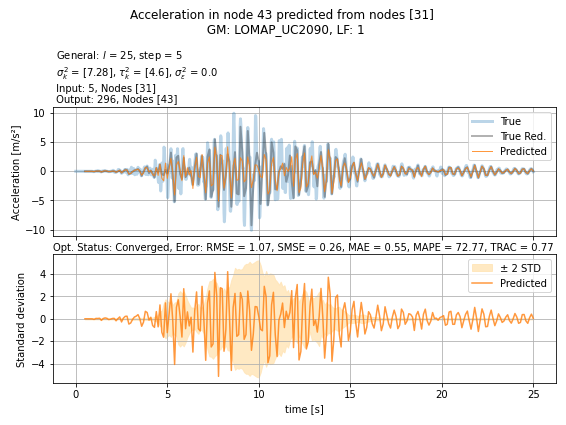 Acceleration in node 43 predicted from nodes [31]
GM: LOMAP_UC2090, LF: 1
General: l = 25, step = 5
σ²ₖ = [7.28], τ²ₖ = [4.6], σ²ε = 0.0
Input: 5, Nodes [31]
Output: 296, Nodes [43]
Acceleration [m/s²]
10
5
0
−5
−10
True
True Red.
Predicted
Opt. Status: Converged, Error: RMSE = 1.07, SMSE = 0.26, MAE = 0.55, MAPE = 72.77, TRAC = 0.77
Standard deviation
4
2
0
−2
−4
± 2 STD
Predicted
0 5 10 15 20 25
time [s]